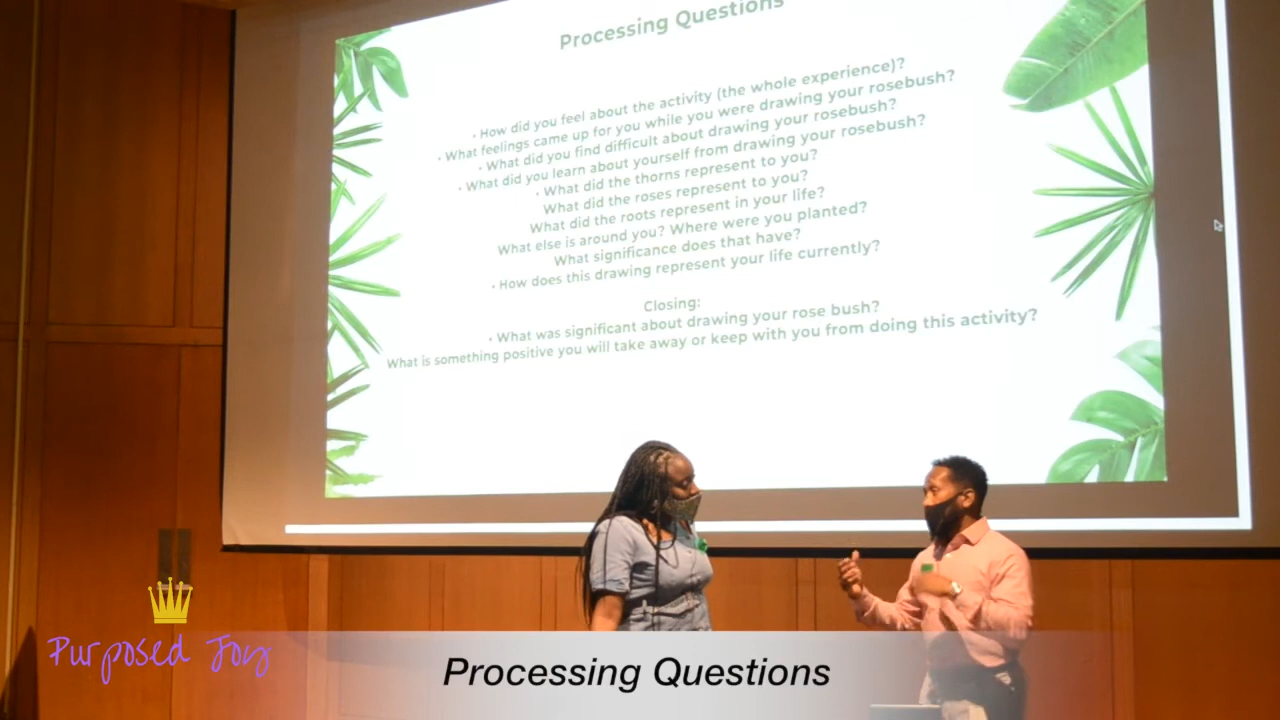 Processing Questions
• How did you feel about the activity (the whole experience)?
• What feelings came up for you while you were drawing your rosebush?
• What did you find difficult about drawing your rosebush?
• What did you learn about yourself from drawing your rosebush?
• What did the thorns represent to you?
What did the roses represent to you?
What did the roots represent in your life?
What else is around you? Where were you planted?
What significance does that have?
• How does this drawing represent your life currently?
Closing:
• What was significant about drawing your rose bush?
What is something positive you will take away or keep with you from doing this activity?
Purposed Joy
Processing Questions